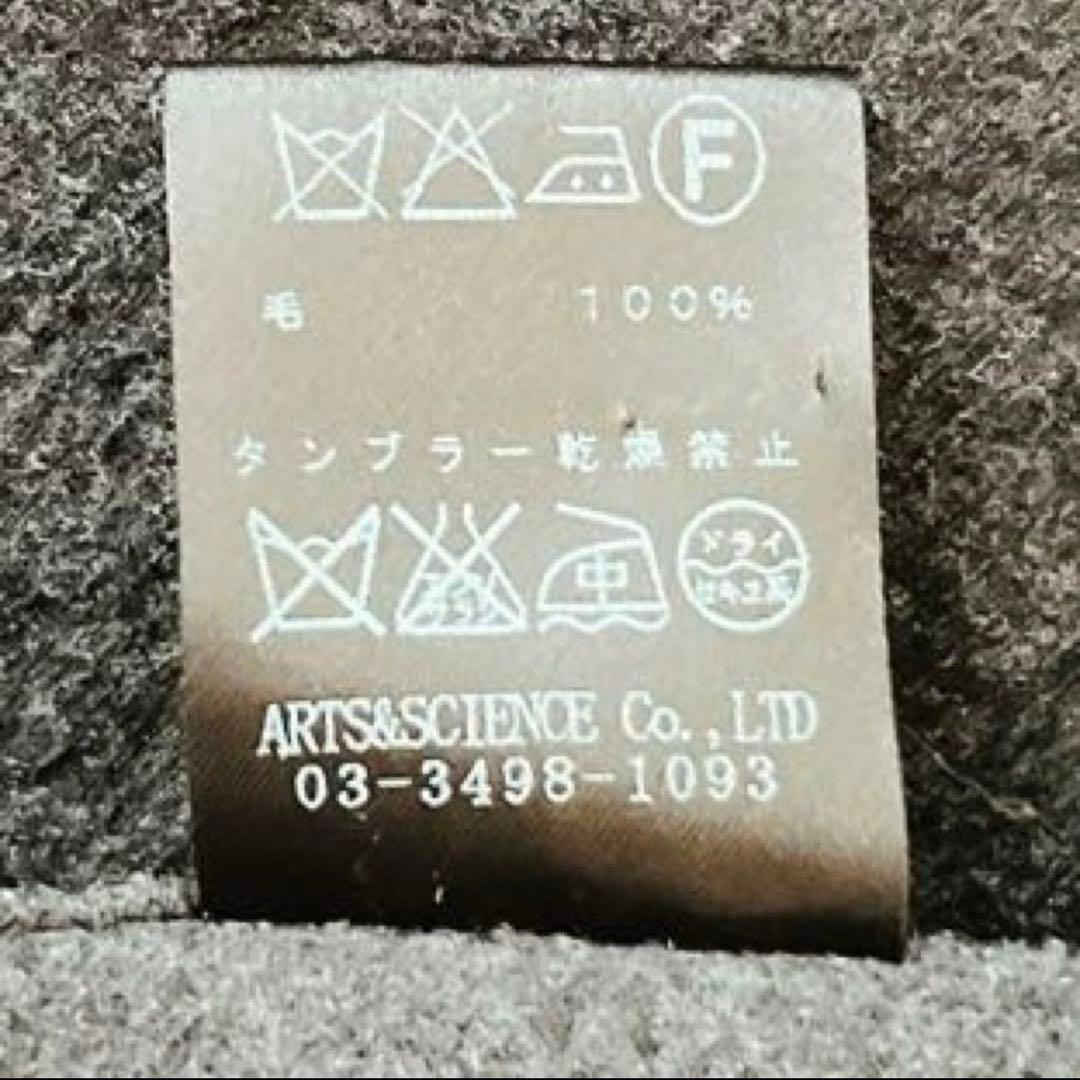 F
毛 100%
タンブラー乾燥禁止
中 ドライ
ARTS&SCIENCE Co.,LTD
03-3498-1093